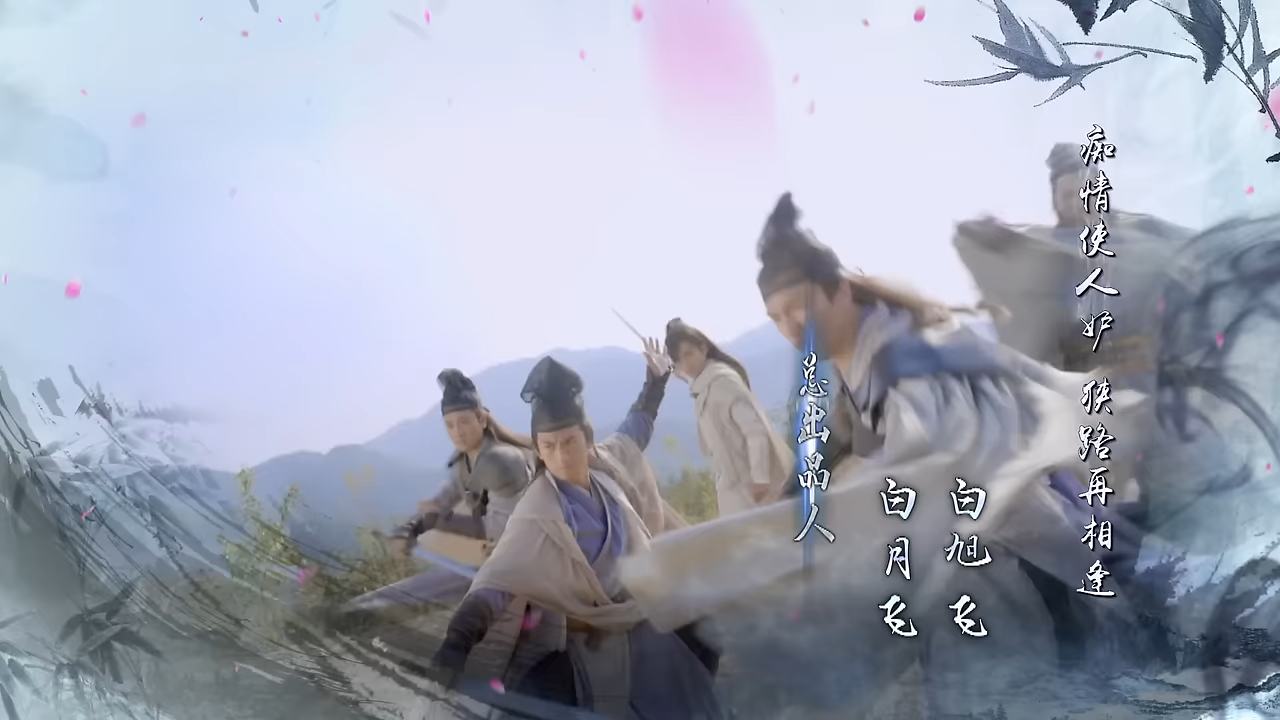 痴情使人妒 狭路再相逢
白旭飞
白月飞
总出品人